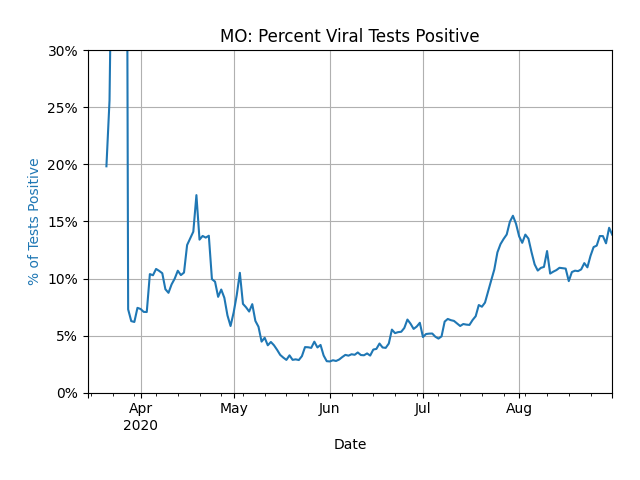 MO: Percent Viral Tests Positive
30%
25%
20%
15%
10%
5%
0%
% of Tests Positive
Apr May Jun Jul Aug
2020
Date